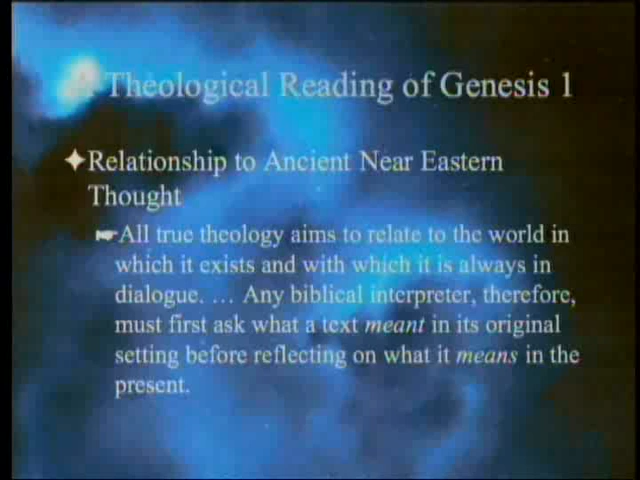 A Theological Reading of Genesis 1
Relationship to Ancient Near Eastern
Thought
All true theology aims to relate to the world in
which it exists and with which it is always in
dialogue. … Any biblical interpreter, therefore,
must first ask what a text meant in its original
setting before reflecting on what it means in the
present.